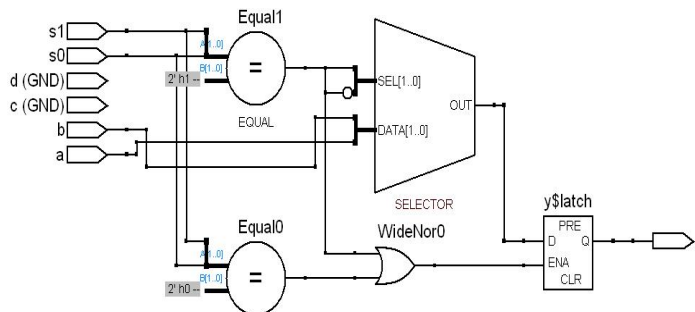 Equal1
s1
A[1..0]
s0
B[1..0]
d (GND)
2' h1 --
=
SEL[1..0]
c (GND)
OUT
b
EQUAL
DATA[1..0]
a
SELECTOR
y$latch
Equal0
WideNor0
PRE
D Q
A[1..0]
ENA
=
CLR
B[1..0]
2' h0 --